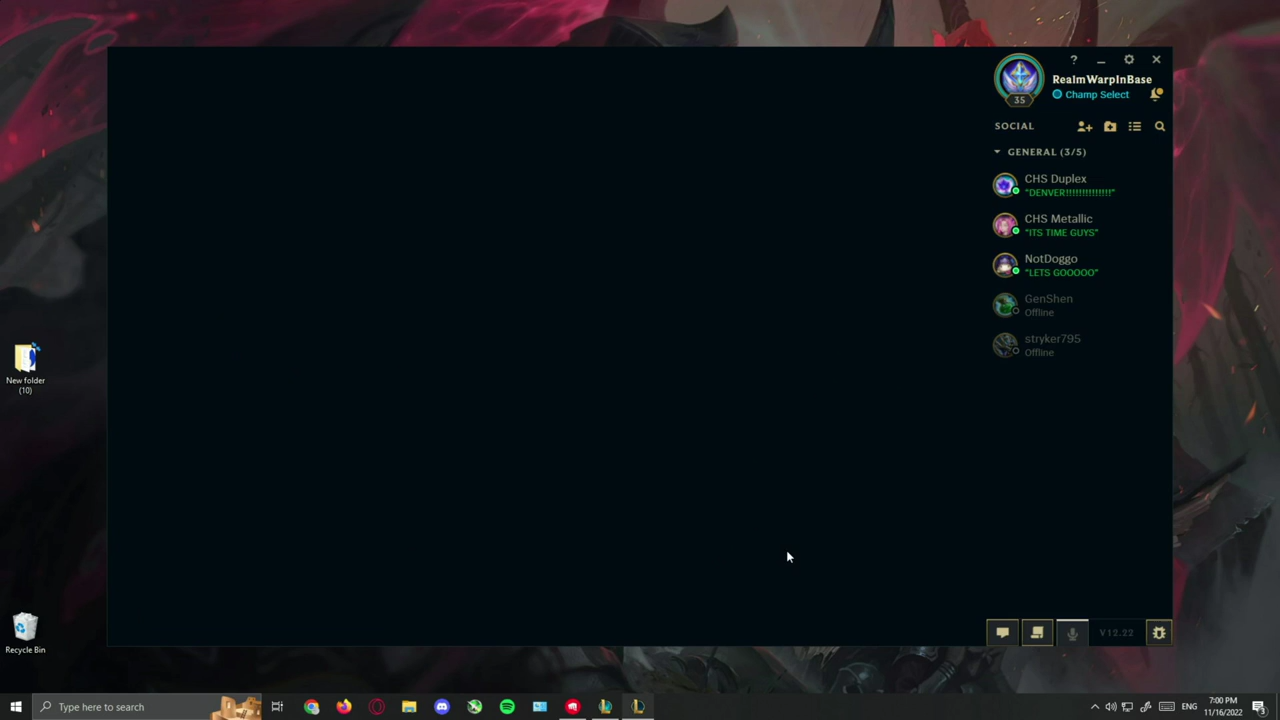 RealmWarpInBase
35
Champ Select
SOCIAL
GENERAL (3/5)
CHS Duplex
"DENVER!!!!!!!!!!!!!!"
CHS Metallic
"ITS TIME GUYS"
NotDoggo
"LETS GOOOOO"
GenShen
Offline
stryker795
Offline
New folder
(10)
Recycle Bin
V12.22
Type here to search
ENG
7:00 PM
11/16/2022
3